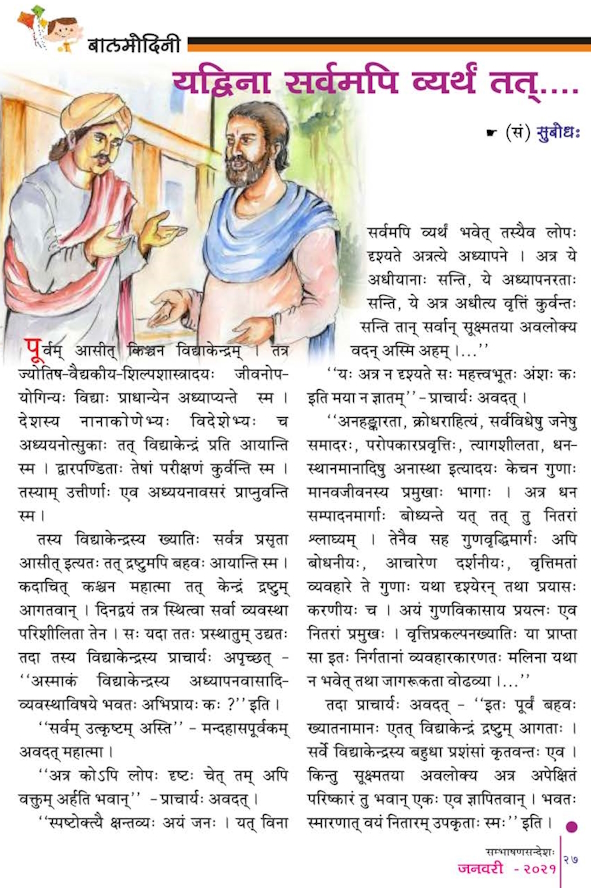 बालमोदिनी
यद्विना सर्वमपि व्यर्थं तत्....
☛ (सं) सुबोधः
पूर्वम् आसीत् किञ्चन विद्याकेन्द्रम् । तत्र
ज्योतिष-वैद्यकीय-शिल्पशास्त्रादयः जीवनोप-
योगिन्यः विद्याः प्राधान्येन अध्याप्यन्ते स्म ।
देशस्य नानाकोणेभ्यः विदेशेभ्यः च
अध्ययनोत्सुकाः तत् विद्याकेन्द्रं प्रति आयान्ति
स्म । द्वारपण्डिताः तेषां परीक्षणं कुर्वन्ति स्म ।
तस्याम् उत्तीर्णाः एव अध्ययनावसरं प्राप्नुवन्ति
स्म ।
तस्य विद्याकेन्द्रस्य ख्यातिः सर्वत्र प्रसृता
आसीत् इत्यतः तत् द्रष्टुमपि बहवः आयान्ति स्म ।
कदाचित् कश्चन महात्मा तत् केन्द्रं द्रष्टुम्
आगतवान् । दिनद्वयं तत्र स्थित्वा सर्वा व्यवस्था
परिशीलिता तेन । सः यदा ततः प्रस्थातुम् उद्यतः
तदा तस्य विद्याकेन्द्रस्य प्राचार्यः अपृच्छत् -
‘‘अस्माकं विद्याकेन्द्रस्य अध्यापनवासादि-
व्यवस्थाविषये भवतः अभिप्रायः कः ?’’ इति ।
‘‘सर्वम् उत्कृष्टम् अस्ति’’ - मन्दहासपूर्वकम्
अवदत् महात्मा ।
‘‘अत्र कोऽपि लोपः दृष्टः चेत् तम् अपि
वक्तुम् अर्हति भवान्’’ -प्राचार्यः अवदत् ।
‘‘स्पष्टोक्त्यै क्षन्तव्यः अयं जनः । यत् विना
सर्वमपि व्यर्थं भवेत् तस्यैव लोपः
दृश्यते अत्रत्ये अध्यापने । अत्र ये
अधीयानाः सन्ति, ये अध्यापनरताः
सन्ति, ये अत्र अधीत्य वृत्तिं कुर्वन्तः
सन्ति तान् सर्वान् सूक्ष्मतया अवलोक्य
वदन् अस्मि अहम् ।...’’
‘‘यः अत्र न दृश्यते सः महत्त्वभूतः अंशः कः
इति मया न ज्ञातम्’’-प्राचार्यः अवदत् ।
‘‘अनहङ्कारता, क्रोधराहित्यं, सर्वविधेषु जनेषु
समादरः, परोपकारप्रवृत्तिः, त्यागशीलता, धन-
स्थानमानादिषु अनास्था इत्यादयः केचन गुणाः
मानवजीवनस्य प्रमुखाः भागाः । अत्र धन
सम्पादनमार्गाः बोध्यन्ते यत् तत् तु नितरां
श्लाघ्यम् । तेनैव सह गुणवृद्धिमार्गः अपि
बोधनीयः, आचारेण दर्शनीयः, वृत्तिमतां
व्यवहारे ते गुणाः यथा दृश्येरन् तथा प्रयासः
करणीयः च । अयं गुणविकासाय प्रयत्नः एव
नितरां प्रमुखः । वृत्तिप्रकल्पनख्यातिः या प्राप्ता
सा इतः निर्गतानां व्यवहारकारणतः मलिना यथा
न भवेत् तथा जागरूकता वोढव्या ।...’’
तदा प्राचार्यः अवदत् - ‘‘इतः पूर्वं बहवः
ख्यातनामानः एतत् विद्याकेन्द्रं द्रष्टुम् आगताः ।
सर्वे विद्याकेन्द्रस्य बहुधा प्रशंसां कृतवन्तः एव ।
किन्तु सूक्ष्मतया अवलोक्य अत्र अपेक्षितं
परिष्कारं तु भवान् एकः एव ज्ञापितवान् । भवतः
स्मारणात् वयं नितारम् उपकृताः स्मः’’ इति ।
सम्भाषणसन्देशः
जनवरी - २०२१
२७